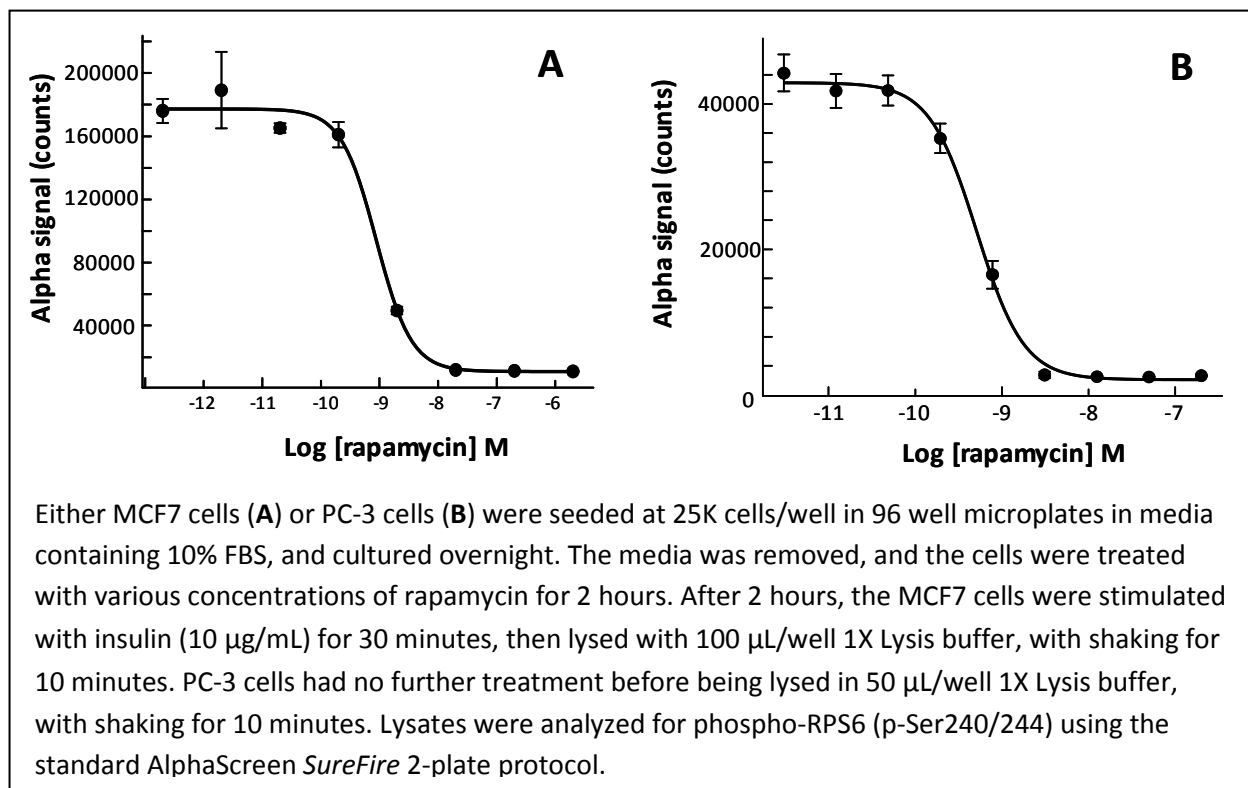 A
Alpha signal (counts)
200000
160000
120000
80000
40000
-12 -11 -10 -9 -8 -7 -6
Log [rapamycin] M
B
Alpha signal (counts)
40000
20000
0
-11 -10 -9 -8 -7
Log [rapamycin] M
Either MCF7 cells (A) or PC-3 cells (B) were seeded at 25K cells/well in 96 well microplates in media
containing 10% FBS, and cultured overnight. The media was removed, and the cells were treated
with various concentrations of rapamycin for 2 hours. After 2 hours, the MCF7 cells were stimulated
with insulin (10 µg/mL) for 30 minutes, then lysed with 100 µL/well 1X Lysis buffer, with shaking for
10 minutes. PC-3 cells had no further treatment before being lysed in 50 µL/well 1X Lysis buffer,
with shaking for 10 minutes. Lysates were analyzed for phospho-RPS6 (p-Ser240/244) using the
standard AlphaScreen SureFire 2-plate protocol.